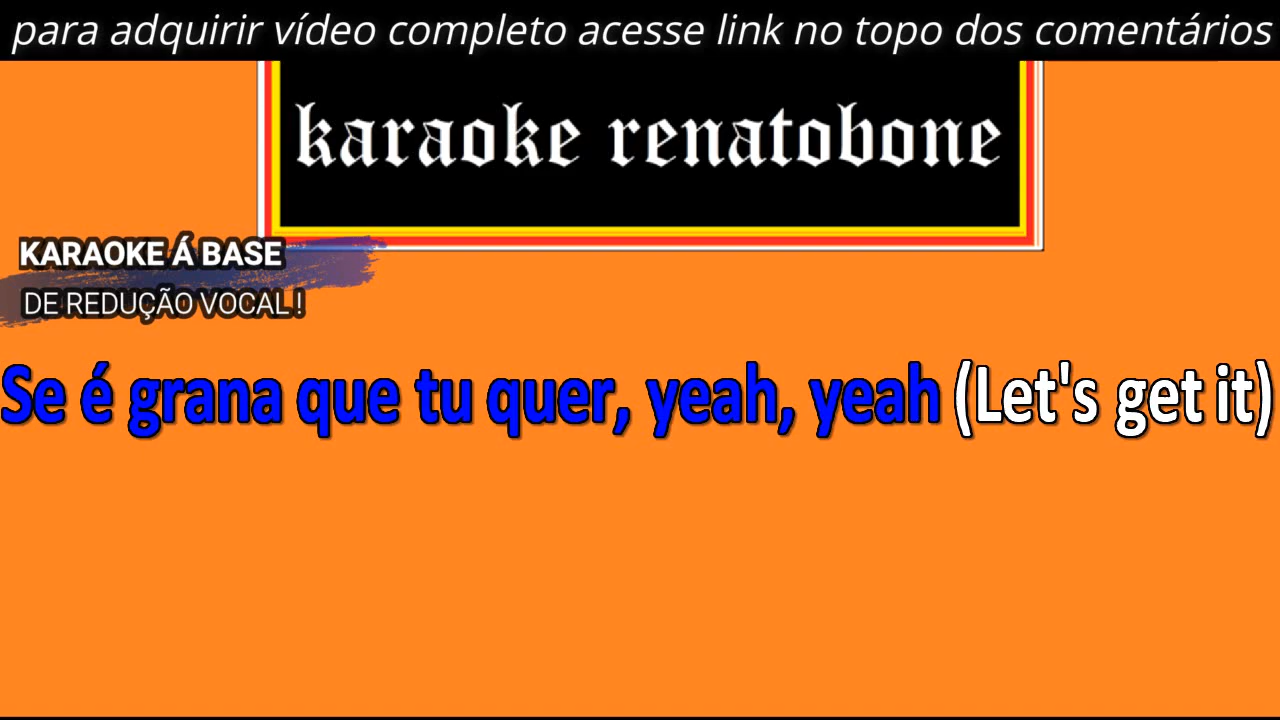 para adquirir vídeo completo acesse link no topo dos comentários
karaoke renatobone
KARAOKE Á BASE
DE REDUÇÃO VOCAL !
Se é grana que tu quer, yeah, yeah (Let's get it)